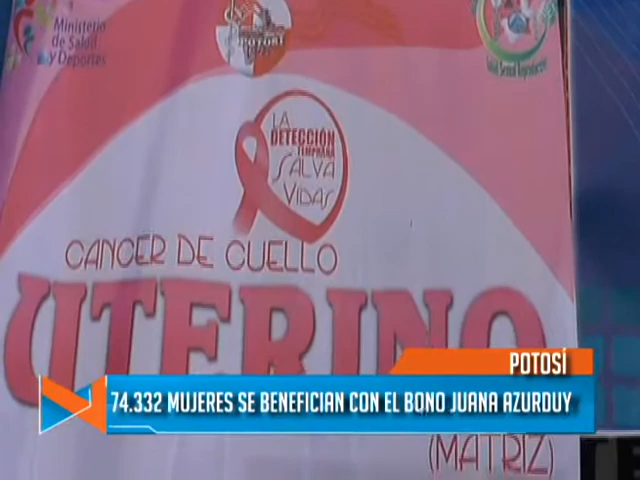 Ministerio
de Salud
y Deportes
POTOSÍ
LA
DETECCIÓN
TEMPRANA
SALVA
VIDAS
CANCER DE CUELLO
UTERINO
POTOSÍ
74.332 MUJERES SE BENEFICIAN CON EL BONO JUANA AZURDUY
(MATRIZ)